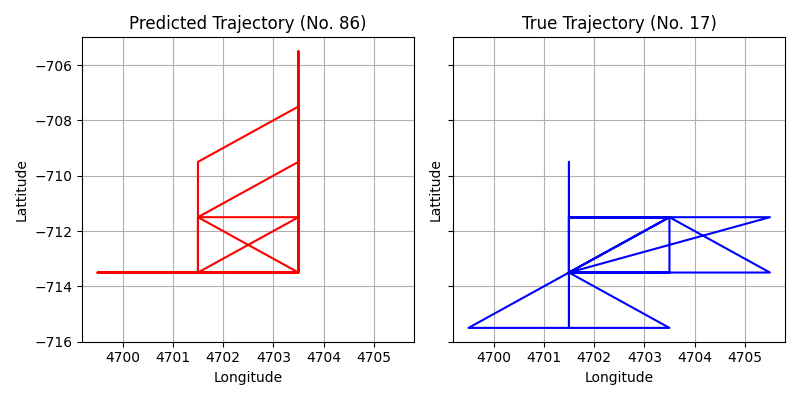 Predicted Trajectory (No. 86)
True Trajectory (No. 17)
Lattitude
−706
−708
−710
−712
−714
−716
4700 4701 4702 4703 4704 4705
Longitude
Lattitude
4700 4701 4702 4703 4704 4705
Longitude